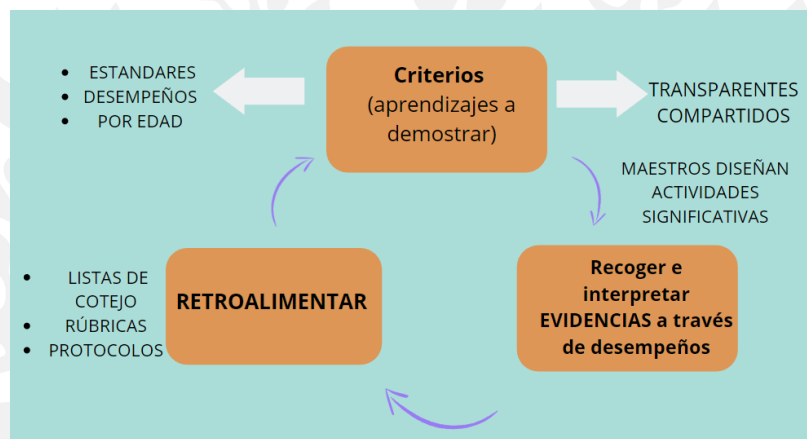 • ESTANDARES
• DESEMPEÑOS
• POR EDAD
Criterios
(aprendizajes a
demostrar)
TRANSPARENTES
COMPARTIDOS
MAESTROS DISEÑAN
ACTIVIDADES
SIGNIFICATIVAS
Recoger e
interpretar
EVIDENCIAS a través
de desempeños
RETROALIMENTAR
• LISTAS DE
COTEJO
• RÚBRICAS
• PROTOCOLOS